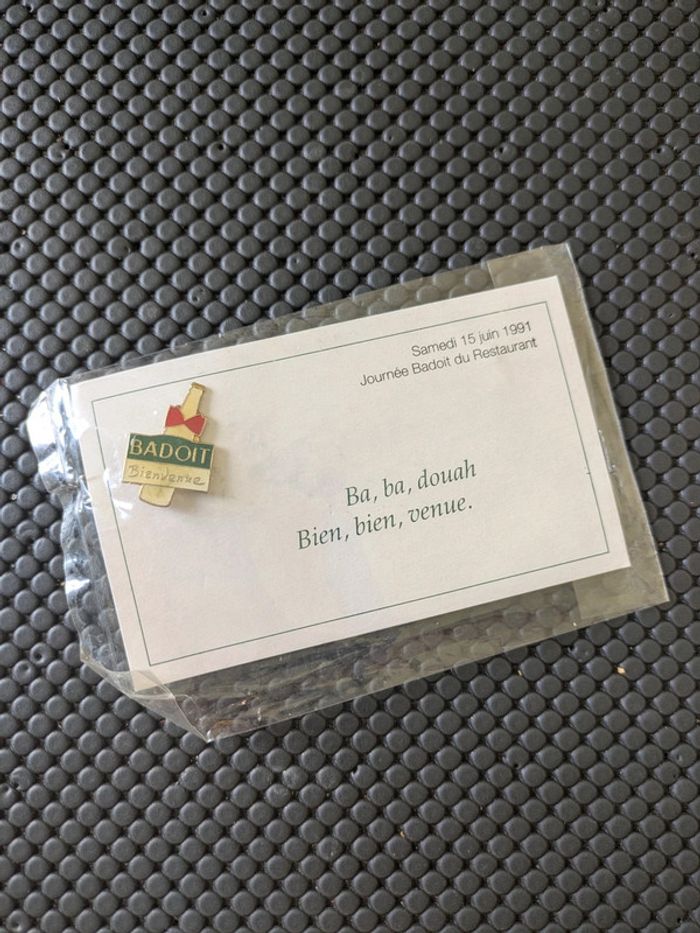 Samedi 15 juin 1991
Journée Badoit du Restaurant
BADOIT
Bienvenue
Ba, ba, douah
Bien, bien, venue.